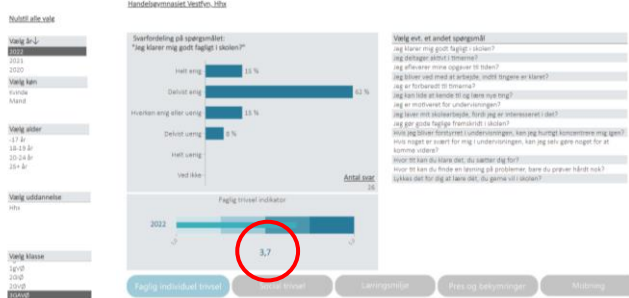 Handelsgymnasiet Vestfyn, Hhx
Nulstil alle valg
Vælg år
2022
2021
2020
Vælg køn
Kvinde
Mand
Vælg alder
-17 år
18-19 år
20-24 år
25+ år
Vælg uddannelse
Hhx
Vælg klasse
1gVØ
2GIØ
2GVØ
3GAVØ
Svarfordeling på spørgsmålet:
"Jeg klarer mig godt fagligt i skolen?"
Helt enig 15 %
Delvist enig 62 %
Hverken enig eller uenig 15 %
Delvist uenig 8 %
Helt uenig
Ved ikke
Antal svar
26
Faglig trivsel indikator
2022
3,7
Faglig individuel trivsel
Social trivsel
Læringsmiljø
Pres og bekymringer
Mobning
Vælg evt. et andet spørgsmål
Jeg klarer mig godt fagligt i skolen?
Jeg deltager aktivt i timerne?
Jeg afleverer mine opgaver til tiden?
Jeg bliver ved med at arbejde, indtil tingene er klaret?
Jeg er forberedt til timerne?
Jeg kan lide at kende til og lære nye ting?
Jeg er motiveret for undervisningen?
Jeg laver mit skolearbejde, fordi jeg er interesseret i det?
Jeg gør gode faglige fremskridt i skolen?
Hvis jeg bliver forstyrret i undervisningen, kan jeg hurtigt koncentrere mig igen?
Hvis noget er svært for mig i undervisningen, kan jeg selv gøre noget for at
komme videre?
Hvor tit kan du klare det, du sætter dig for?
Hvor tit kan du finde en løsning på problemer, bare du prøver hårdt nok?
Lykkes det for dig at lære det, du gerne vil i skolen?